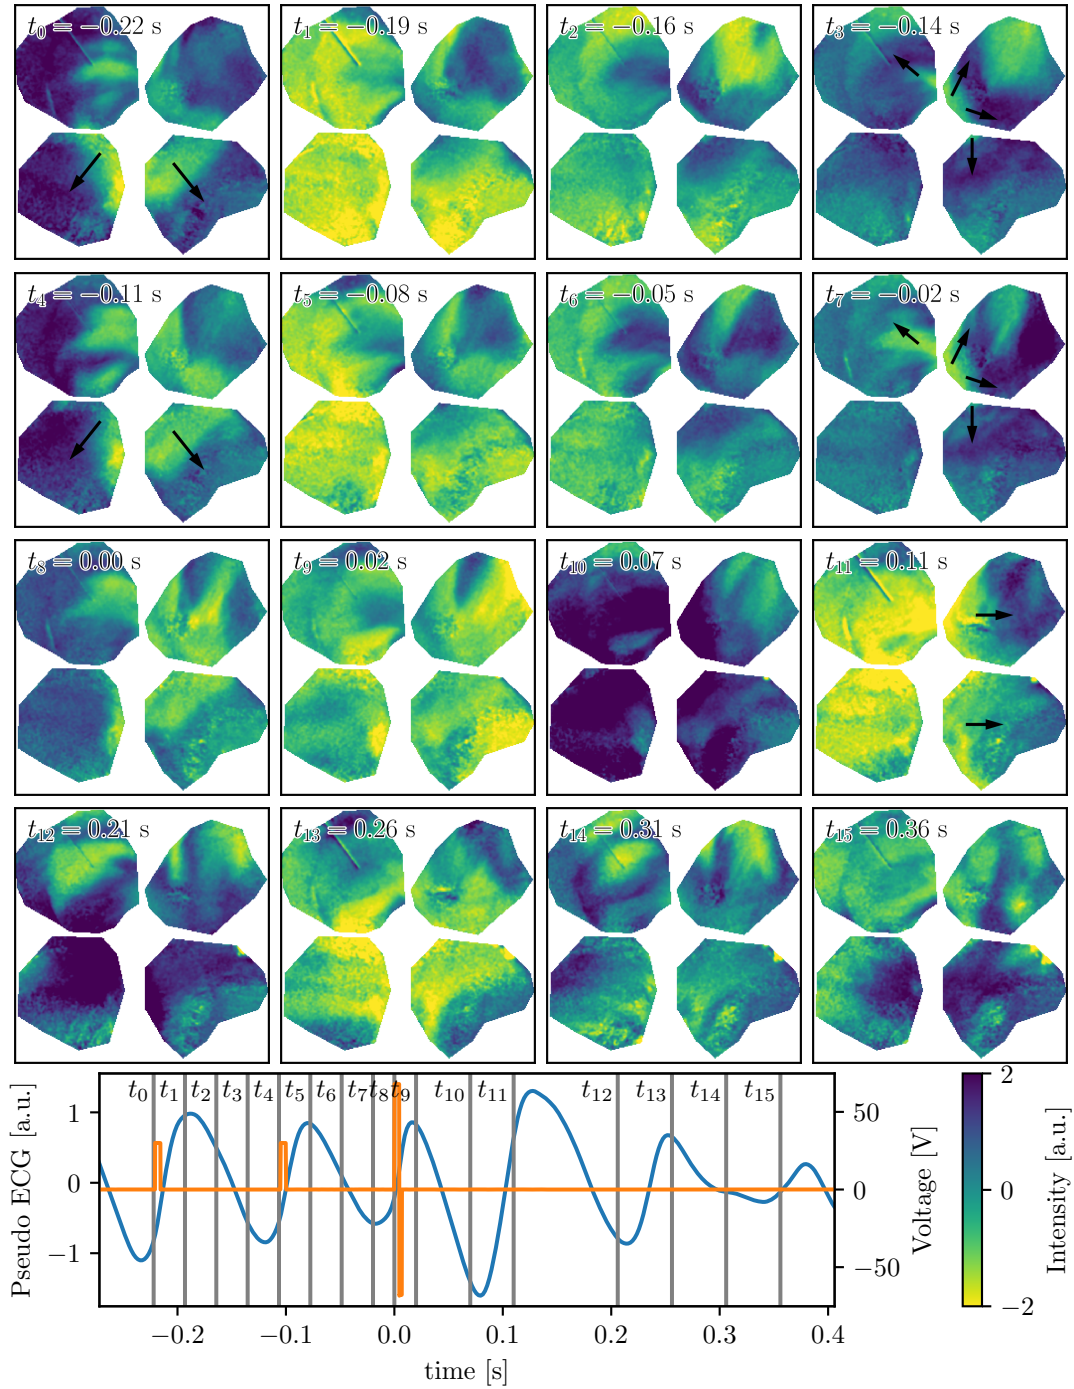 t₀ = −0.22 s
t₁ = −0.19 s
t₂ = −0.16 s
t₃ = −0.14 s
t₄ = −0.11 s
t₅ = −0.08 s
t₆ = −0.05 s
t₇ = −0.02 s
t₈ = 0.00 s
t₉ = 0.02 s
t₁₀ = 0.07 s
t₁₁ = 0.11 s
t₁₂ = 0.21 s
t₁₃ = 0.26 s
t₁₄ = 0.31 s
t₁₅ = 0.36 s
t₀ t₁ t₂ t₃ t₄ t₅ t₆ t₇ t₈ t₉ t₁₀ t₁₁ t₁₂ t₁₃ t₁₄ t₁₅
Pseudo ECG [a.u.]
1
0
−1
50
0
−50
Voltage [V]
2
0
−2
Intensity [a.u.]
−0.2 −0.1 0.0 0.1 0.2 0.3 0.4
time [s]